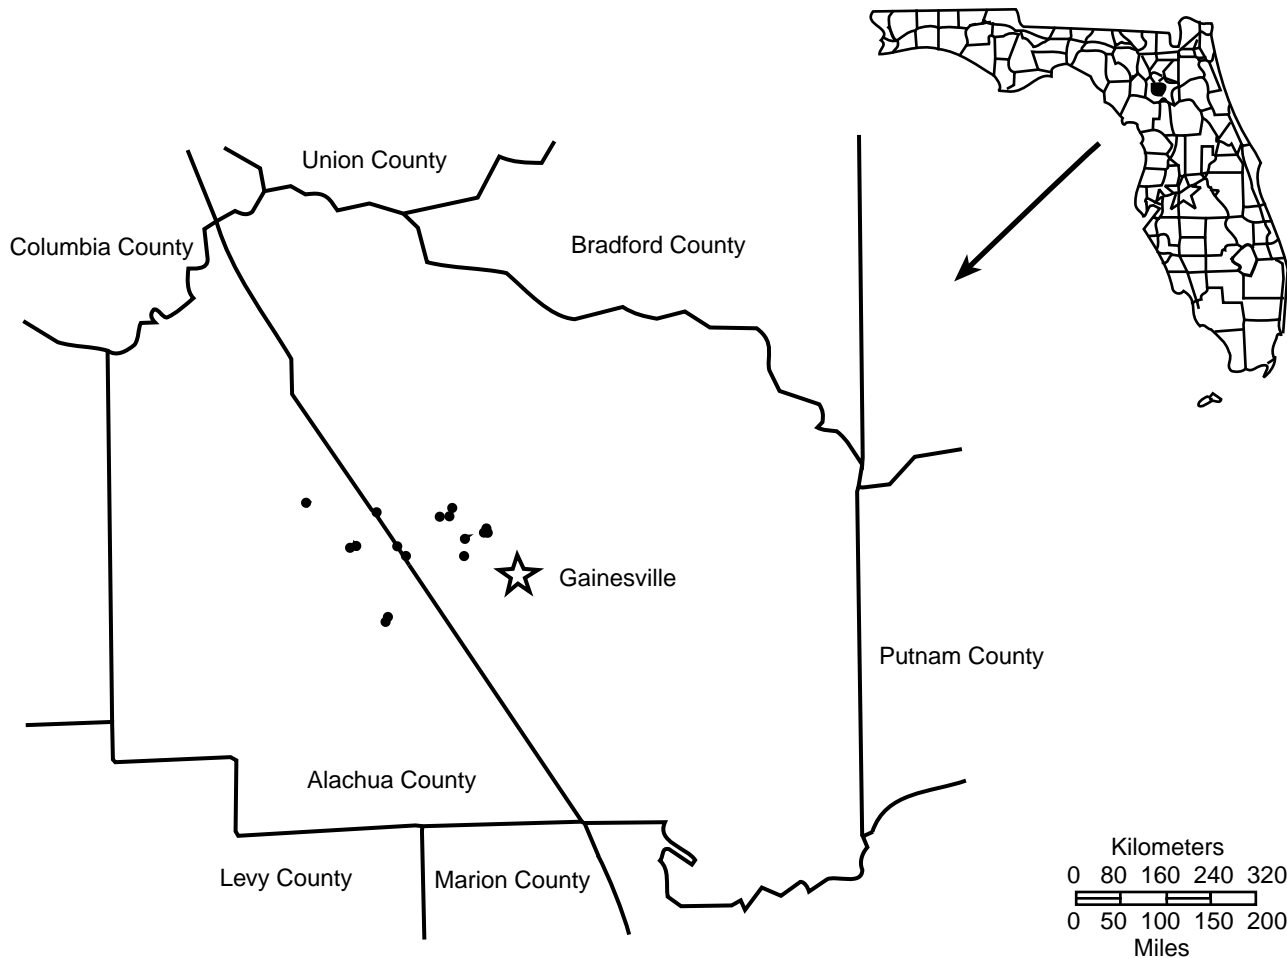 Union County
Columbia County
Bradford County
Gainesville
Putnam County
Alachua County
Levy County
Marion County
Kilometers
0 80 160 240 320
0 50 100 150 200
Miles